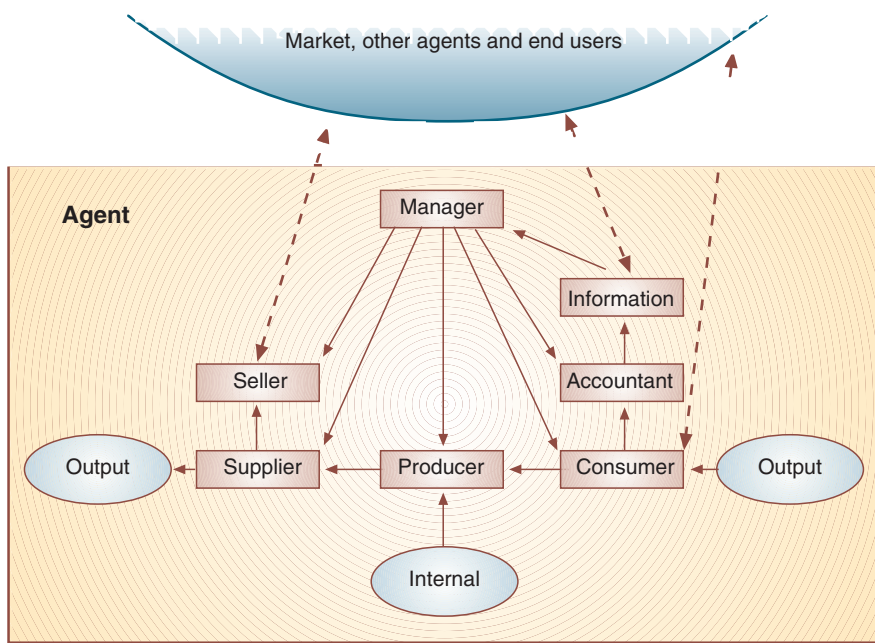 Market, other agents and end users
Agent
Manager
Information
Seller
Accountant
Output
Supplier
Producer
Consumer
Output
Internal